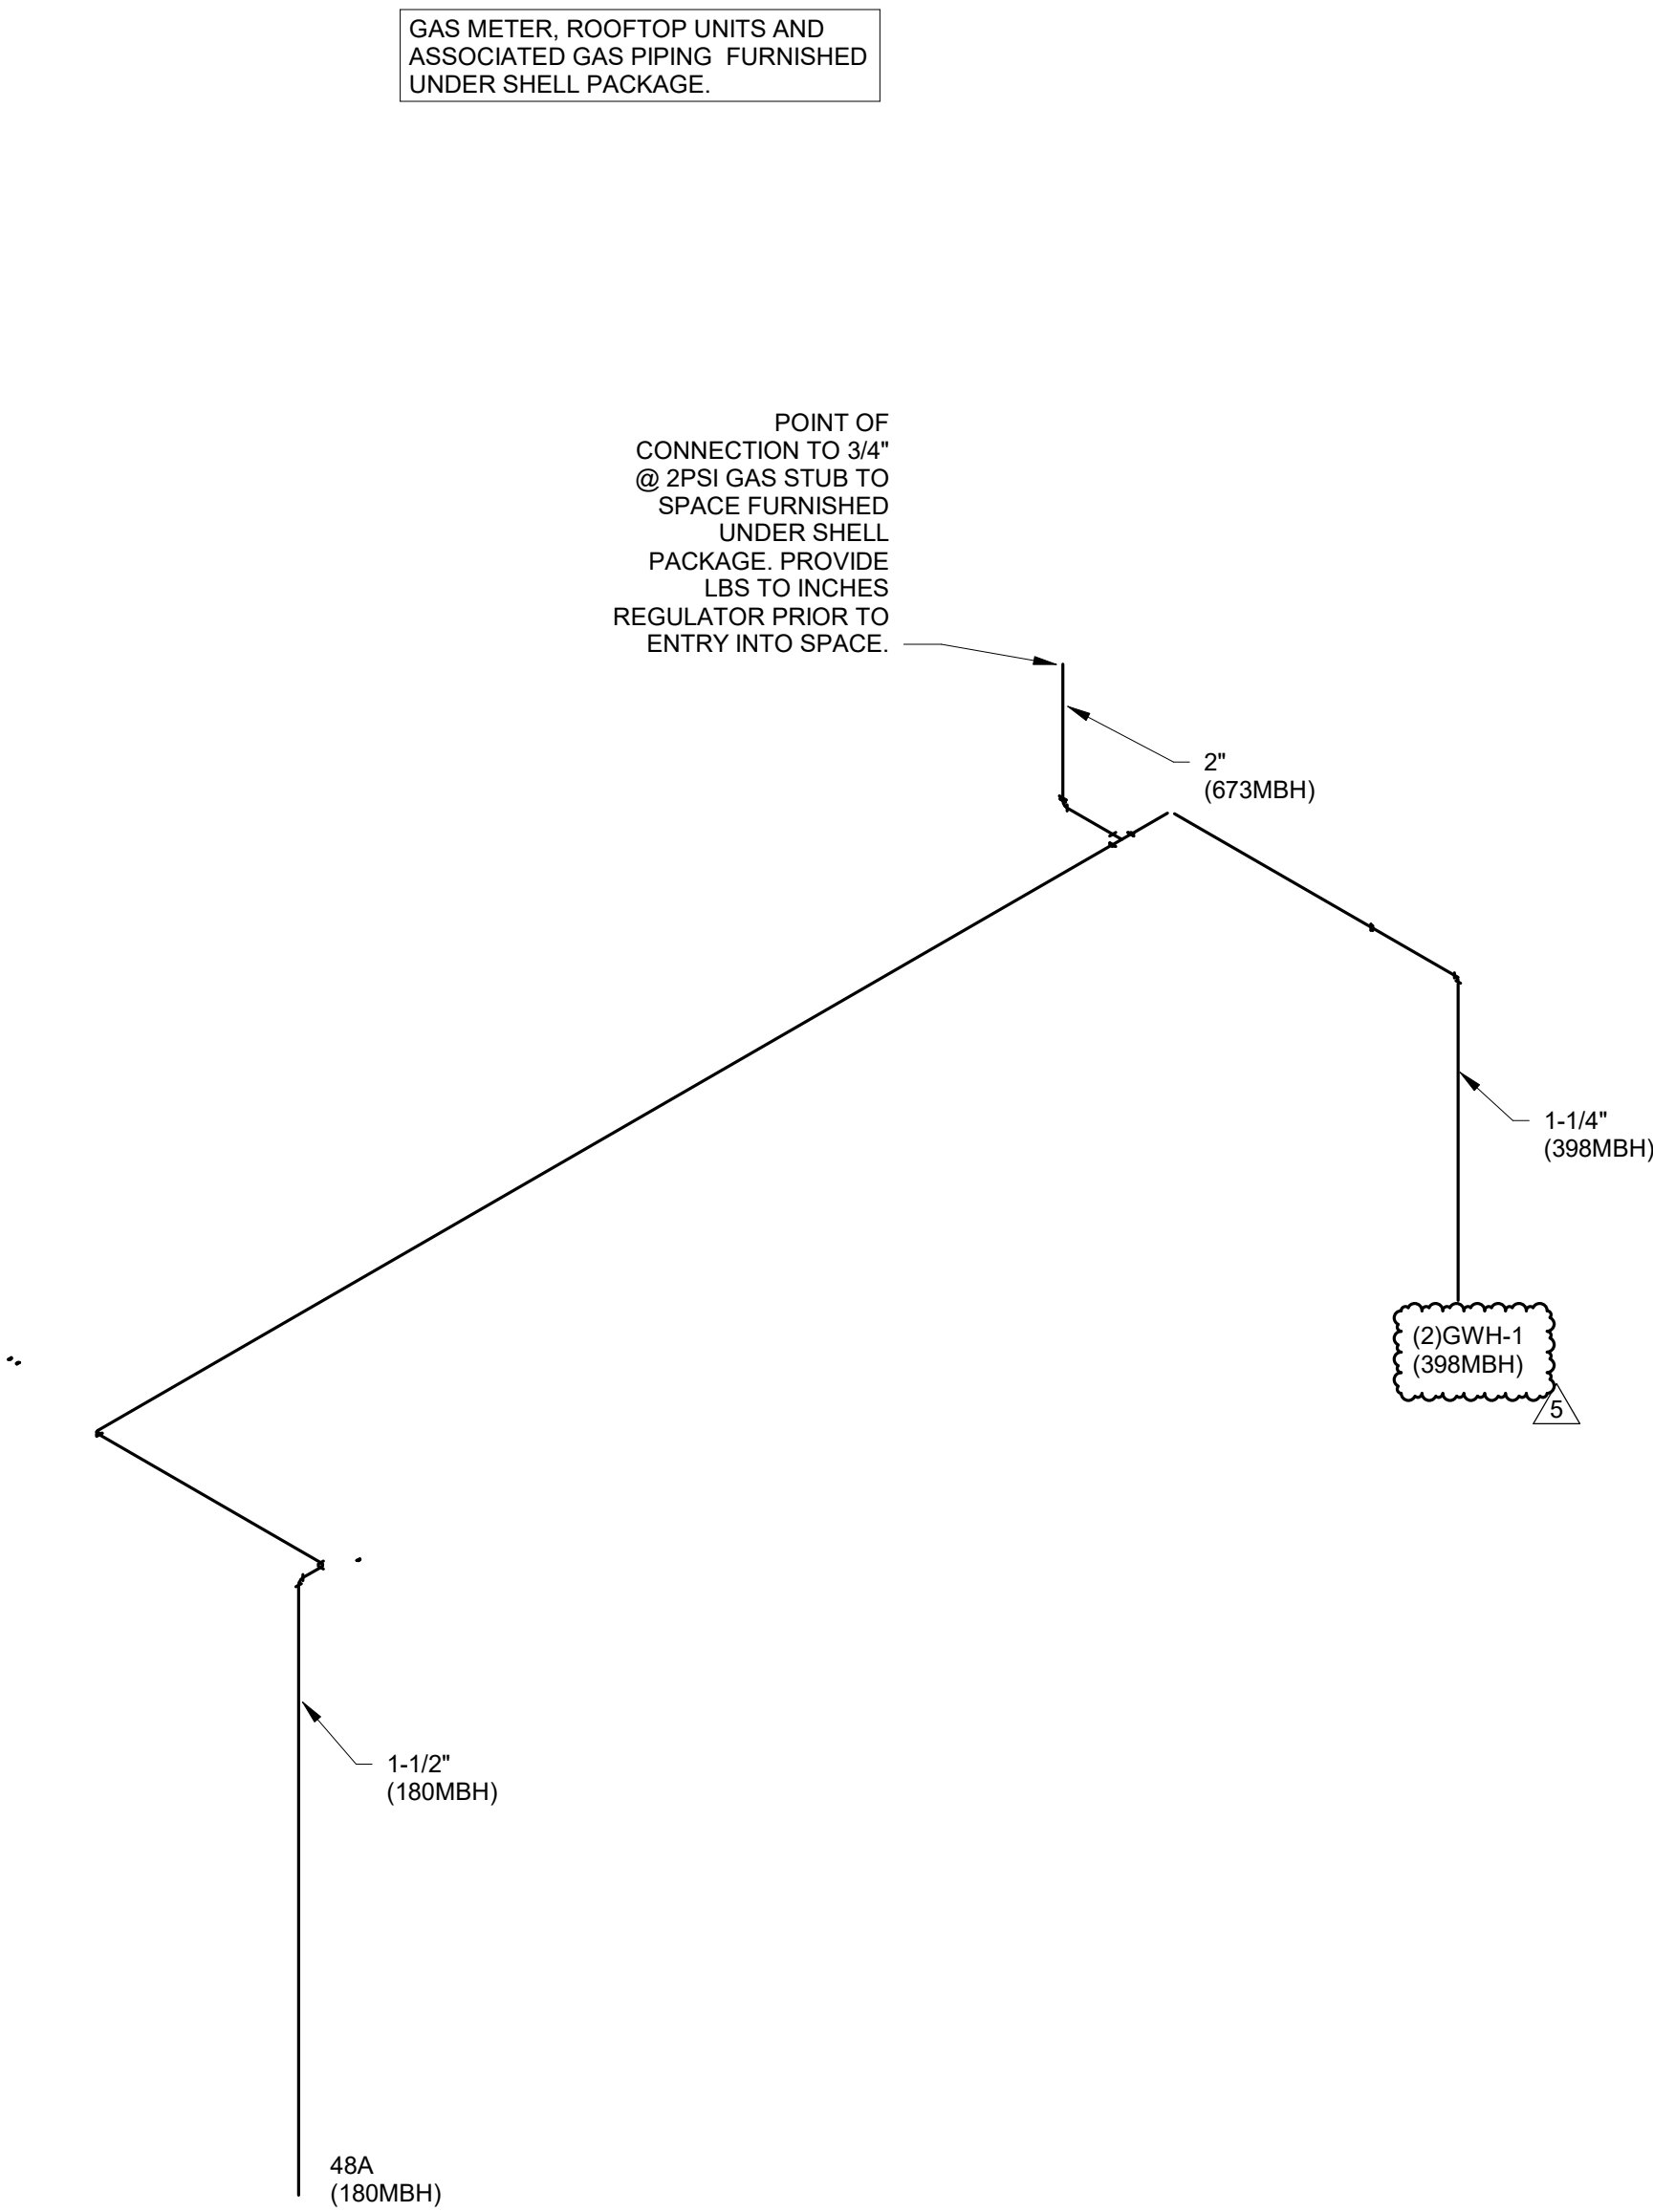 GAS METER, ROOFTOP UNITS AND
ASSOCIATED GAS PIPING  FURNISHED
UNDER SHELL PACKAGE.
POINT OF
CONNECTION TO 3/4"
@ 2PSI GAS STUB TO
SPACE FURNISHED
UNDER SHELL
PACKAGE. PROVIDE
LBS TO INCHES
REGULATOR PRIOR TO
ENTRY INTO SPACE.
2"
(673MBH)
1-1/4"
(398MBH)
(2)GWH-1
(398MBH)
5
1-1/2"
(180MBH)
48A
(180MBH)